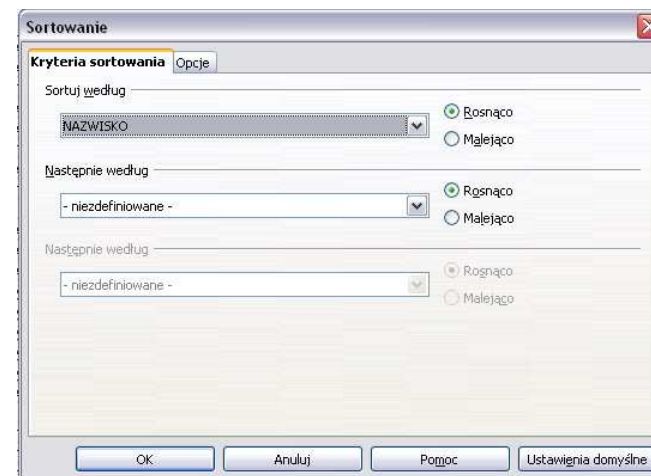 Sortowanie
Kryteria sortowania Opcje
Sortuj według
NAZWISKO
Rosnąco
Malejąco
Następnie według
- niezdefiniowane -
Rosnąco
Malejąco
Następnie według
- niezdefiniowane -
Rosnąco
Malejąco
OK Anuluj Pomoc Ustawienia domyślne